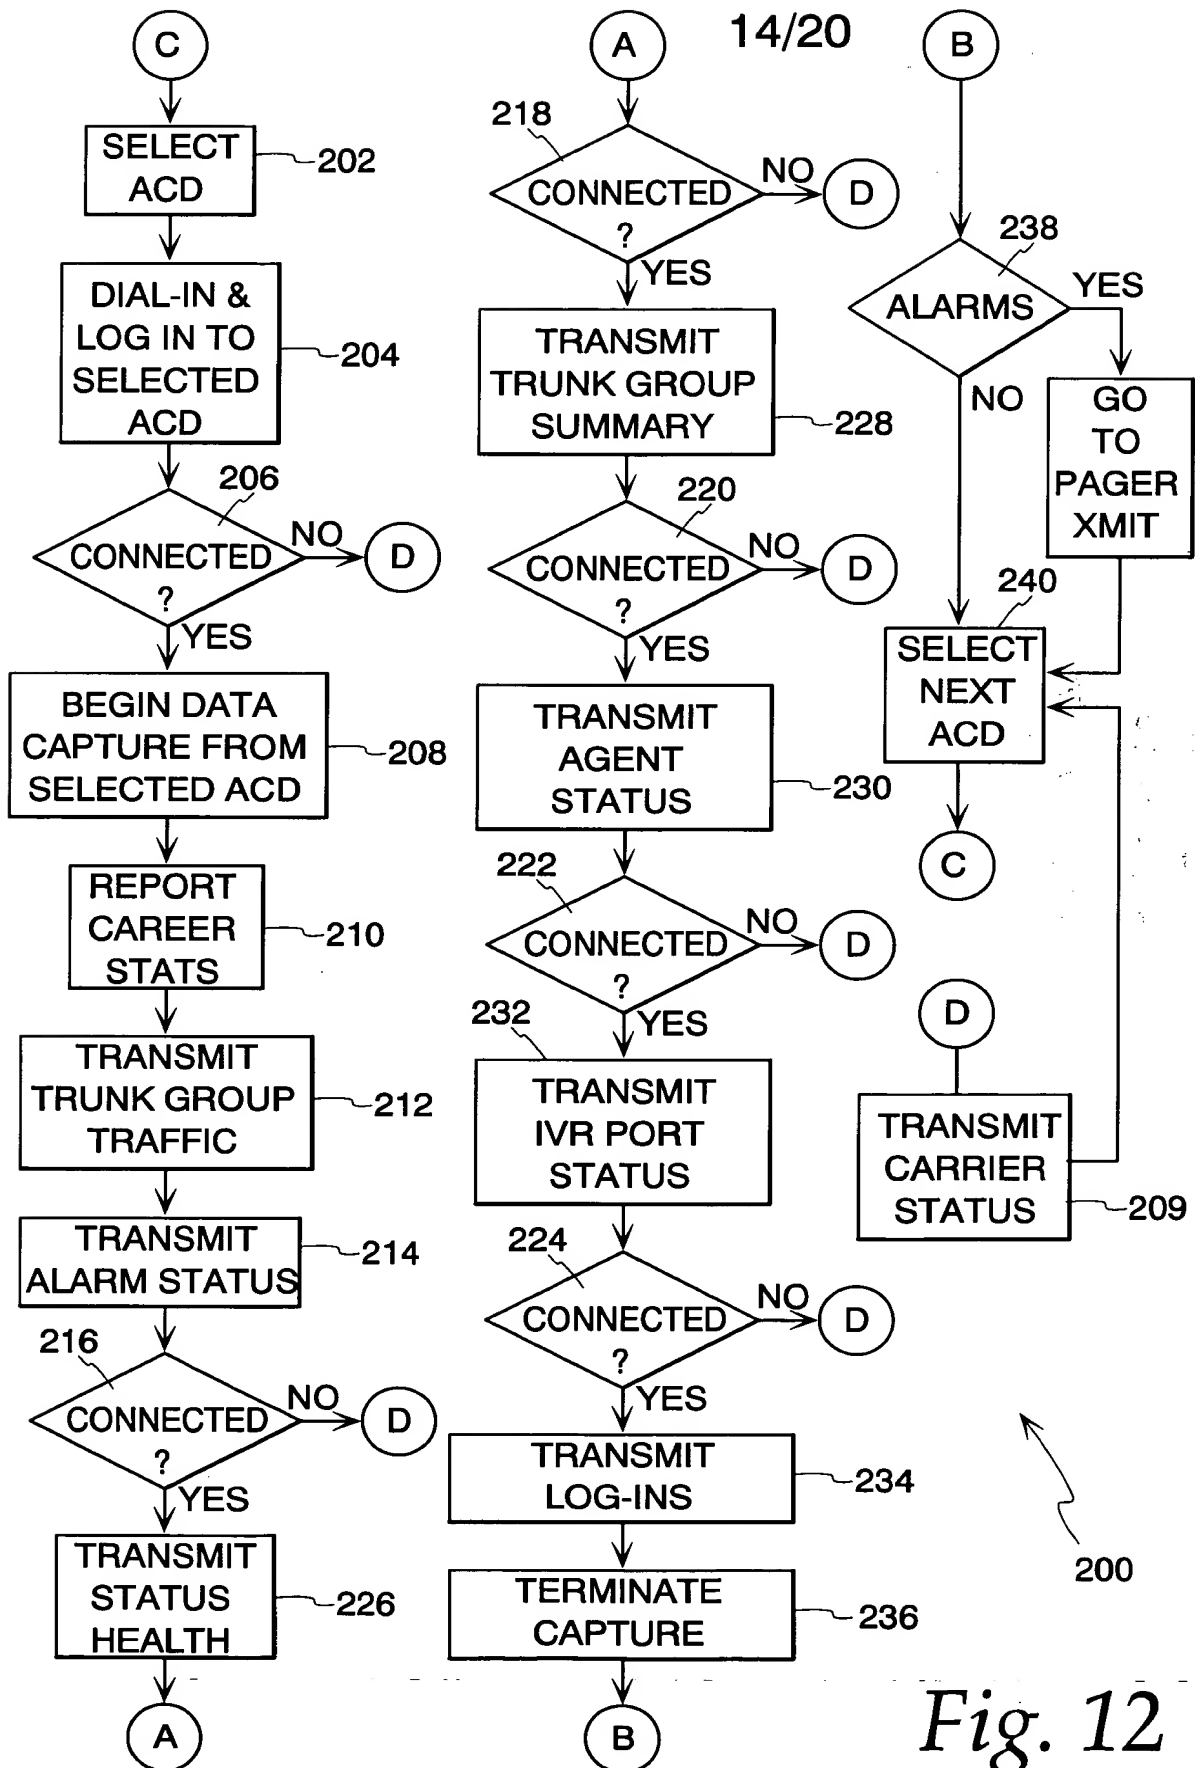 14/20
C
SELECT
ACD
202
DIAL-IN &
LOG IN TO
SELECTED
ACD
204
206
CONNECTED
?
NO
D
YES
BEGIN DATA
CAPTURE FROM
SELECTED ACD
208
REPORT
CAREER
STATS
210
TRANSMIT
TRUNK GROUP
TRAFFIC
212
TRANSMIT
ALARM STATUS
214
216
CONNECTED
?
NO
D
YES
TRANSMIT
STATUS
HEALTH
226
A
A
218
CONNECTED
?
NO
D
YES
TRANSMIT
TRUNK GROUP
SUMMARY
228
220
CONNECTED
?
NO
D
YES
TRANSMIT
AGENT
STATUS
230
222
CONNECTED
?
NO
D
YES
232
TRANSMIT
IVR PORT
STATUS
224
CONNECTED
?
NO
D
YES
TRANSMIT
LOG-INS
234
TERMINATE
CAPTURE
236
B
B
238
ALARMS
YES
NO
GO
TO
PAGER
XMIT
240
SELECT
NEXT
ACD
C
D
TRANSMIT
CARRIER
STATUS
209
200
Fig. 12